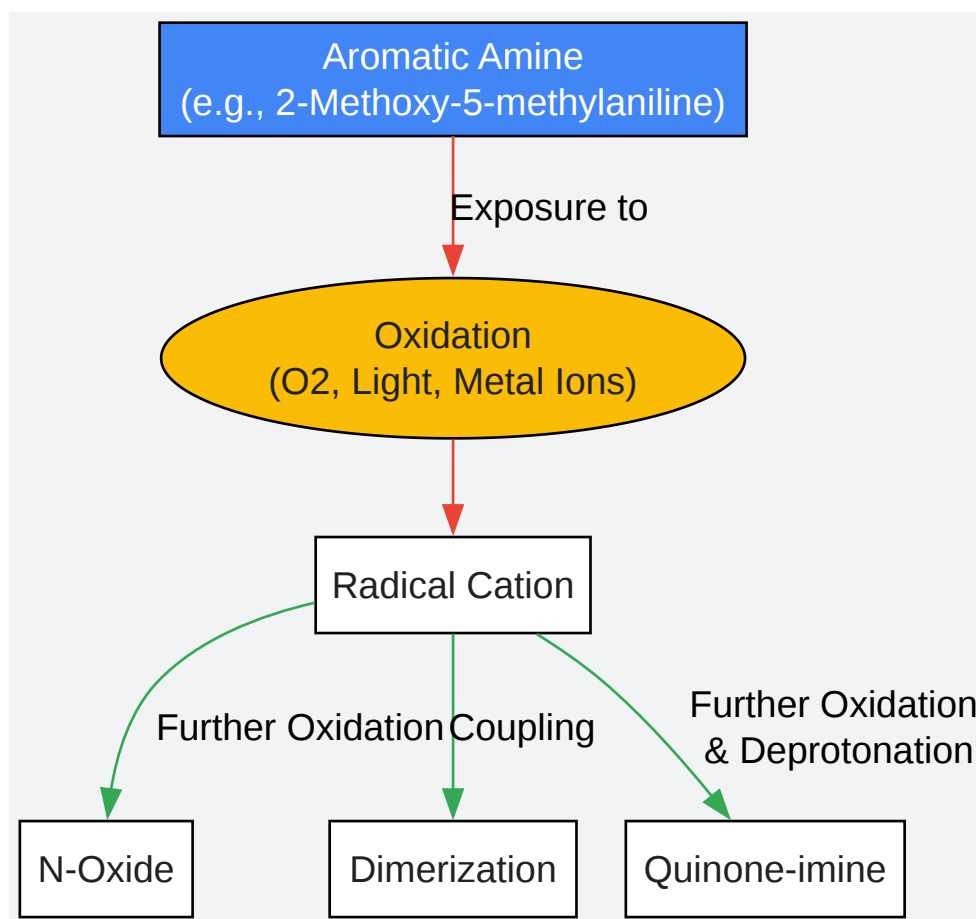 Aromatic Amine
(e.g., 2-Methoxy-5-methylaniline)
Exposure to
Oxidation
(O2, Light, Metal Ions)
Radical Cation
Further Oxidation
Coupling
Further Oxidation
& Deprotonation
N-Oxide
Dimerization
Quinone-imine